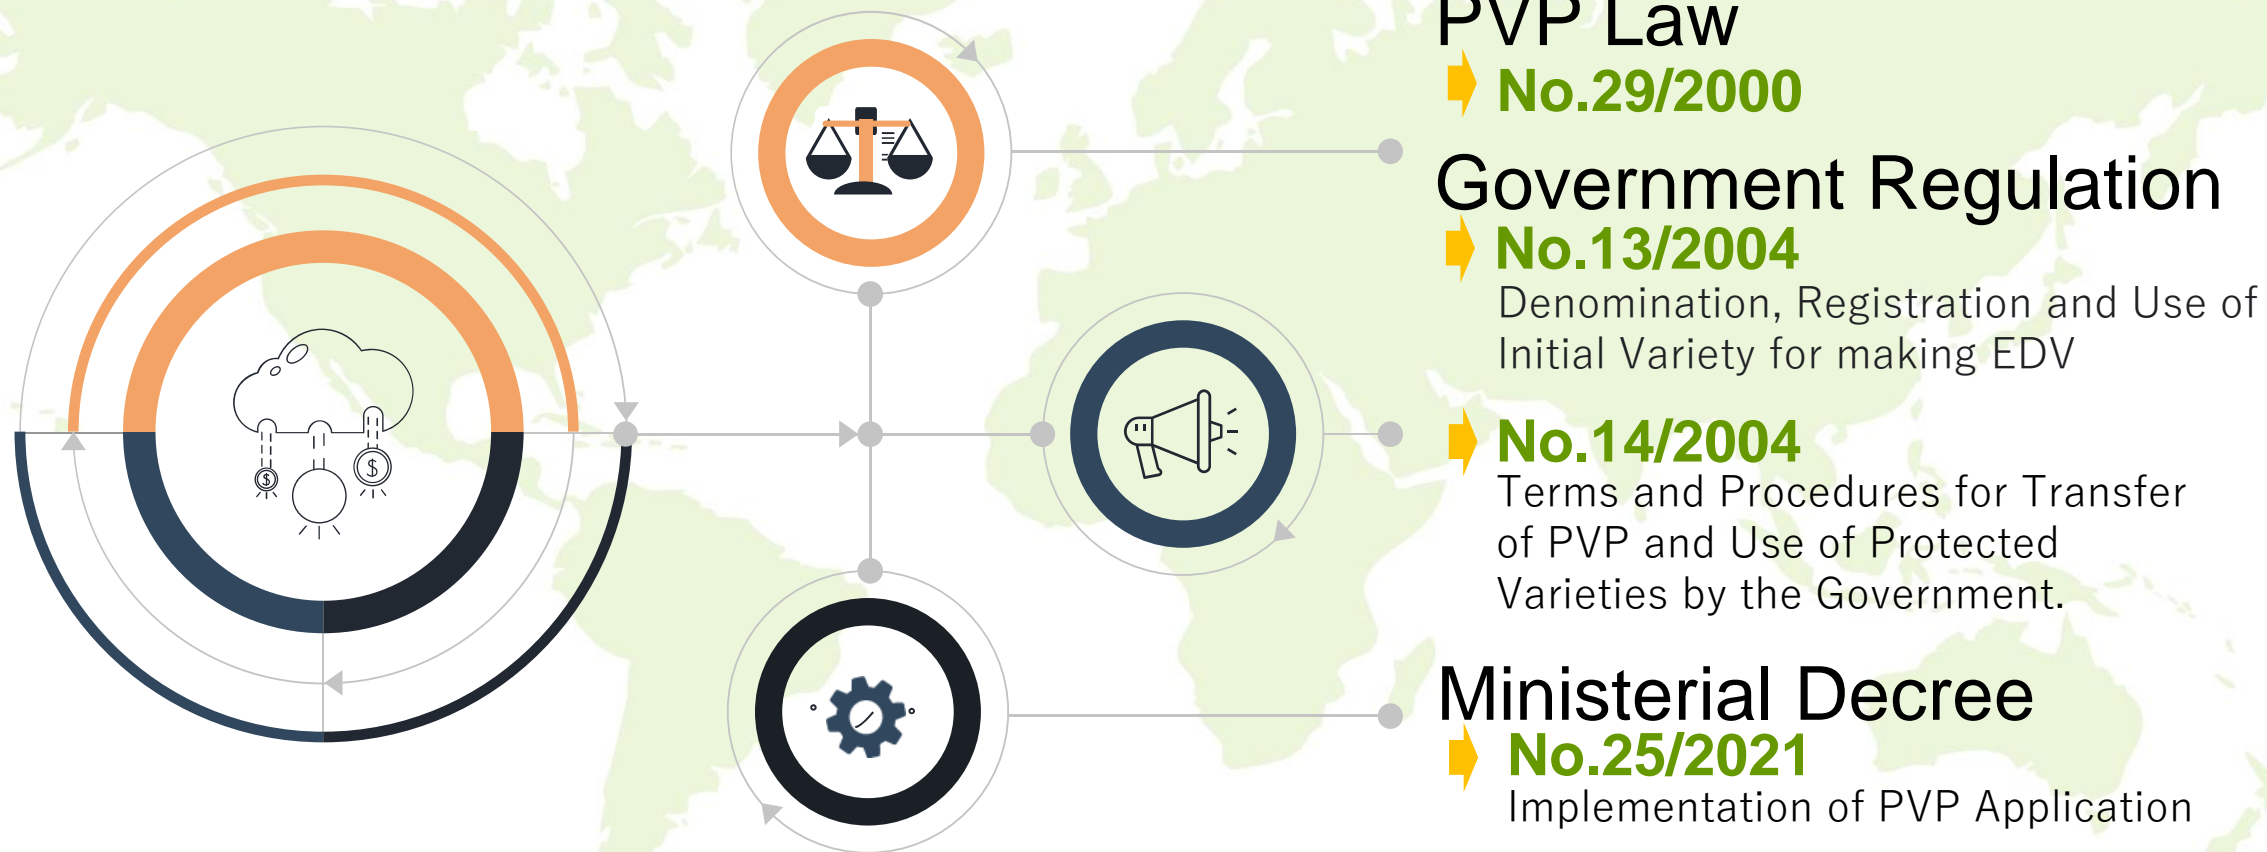 PVP Law
No.29/2000
Government Regulation
No.13/2004
Denomination, Registration and Use of
Initial Variety for making EDV
No.14/2004
Terms and Procedures for Transfer
of PVP and Use of Protected
Varieties by the Government.
Ministerial Decree
No.25/2021
Implementation of PVP Application
$
$